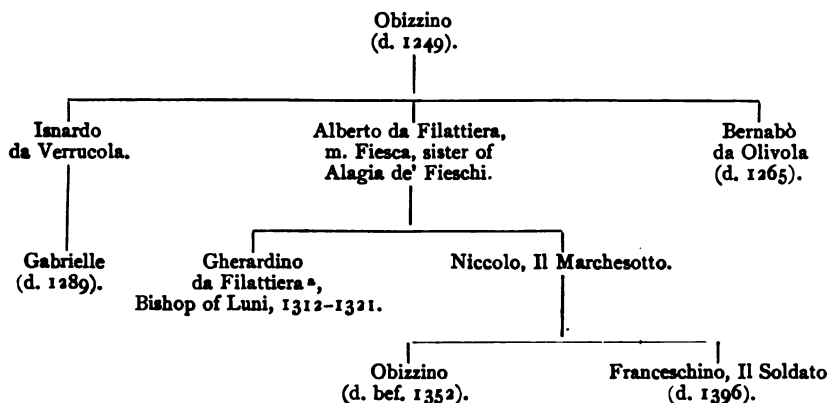 Obizzino
(d. 1249).
Isnardo
da Verrucola.
Alberto da Filattiera,
m. Fiesca, sister of
Alagia de' Fieschi.
Bernabò
da Olivola
(d. 1265).
Gabrielle
(d. 1289).
Gherardino
da Filattiera ª,
Bishop of Luni, 1312–1321.
Niccolo, Il Marchesotto.
Obizzino
(d. bef. 1352).
Franceschino, Il Soldato
(d. 1396).